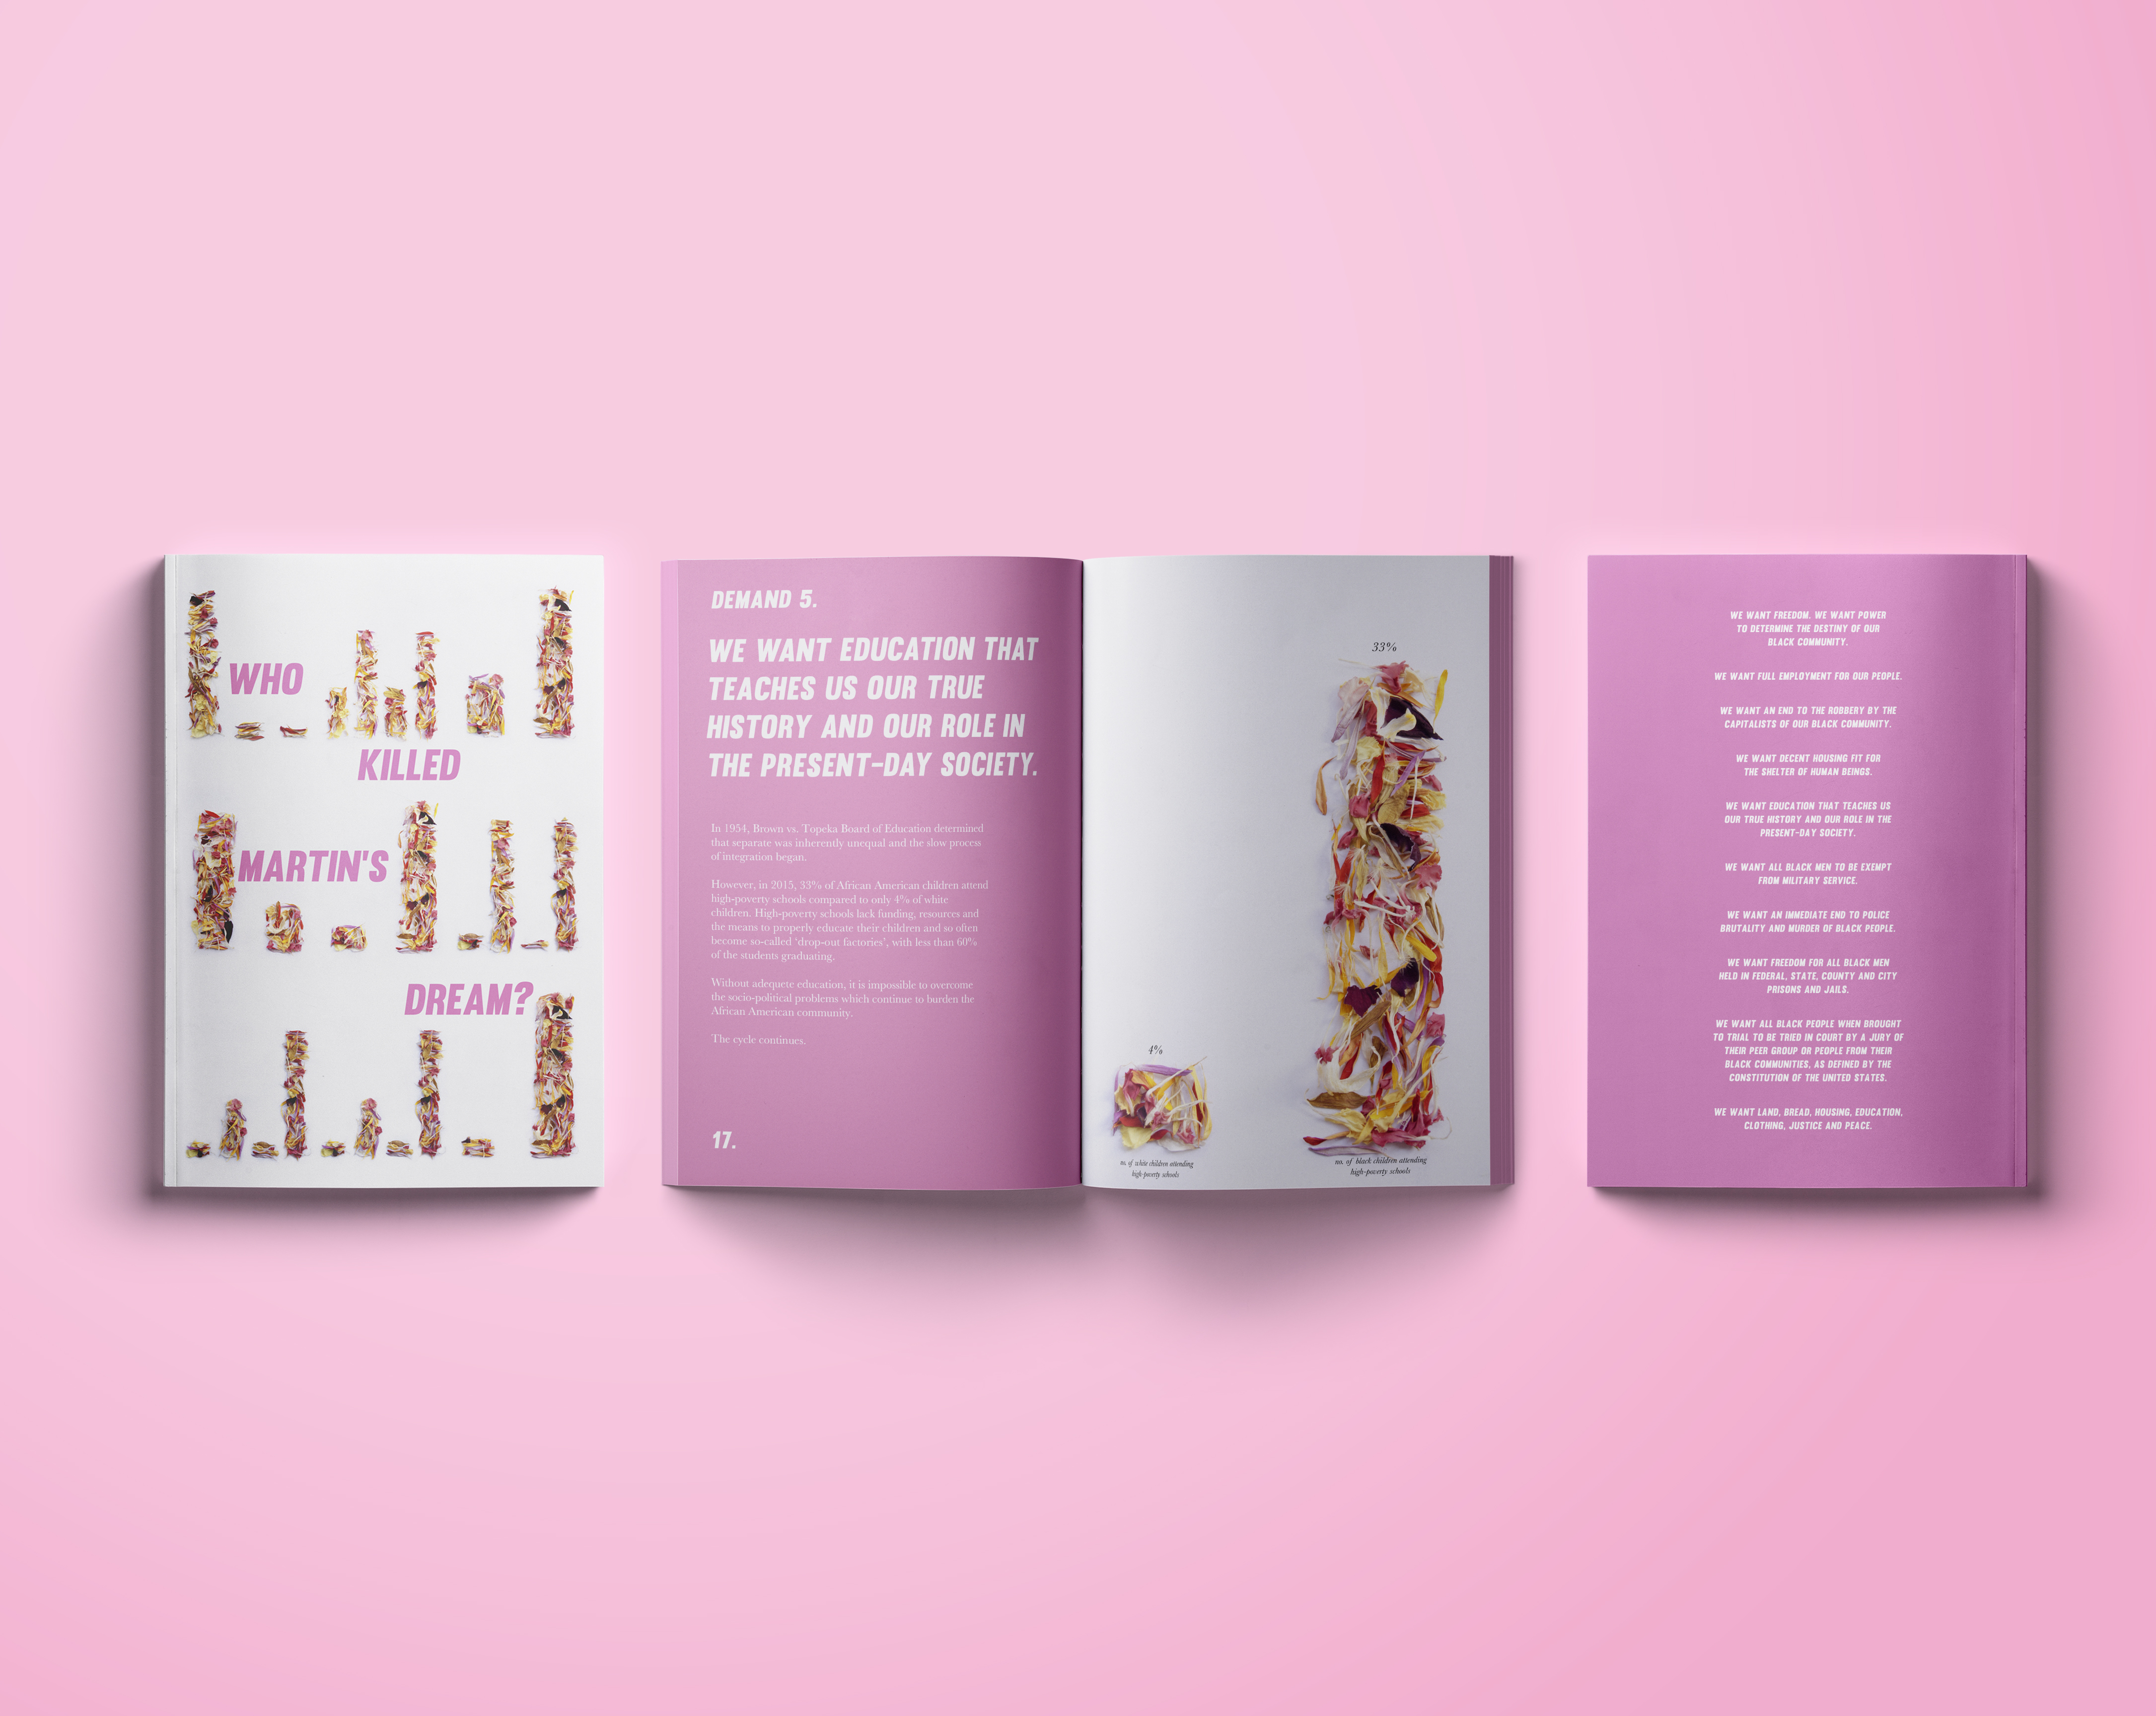 WHO
KILLED
MARTIN'S
DREAM?
DEMAND 5.
WE WANT EDUCATION THAT
TEACHES US OUR TRUE
HISTORY AND OUR ROLE IN
THE PRESENT-DAY SOCIETY.
In 1954, Brown vs. Topeka Board of Education determined
that separate was inherently unequal and the slow process
of integration began.
However, in 2015, 33% of African American children attend
high-poverty schools compared to only 4% of white
children. High-poverty schools lack funding, resources and
the means to properly educate their children and so often
become so-called 'drop-out factories', with less than 60%
of the students graduating.
Without adequete education, it is impossible to overcome
the socio-political problems which continue to burden the
African American community.
The cycle continues.
17.
4%
no. of white children attending
high-poverty schools
33%
no. of black children attending
high-poverty schools
WE WANT FREEDOM. WE WANT POWER
TO DETERMINE THE DESTINY OF OUR
BLACK COMMUNITY.
WE WANT FULL EMPLOYMENT FOR OUR PEOPLE.
WE WANT AN END TO THE ROBBERY BY THE
CAPITALISTS OF OUR BLACK COMMUNITY.
WE WANT DECENT HOUSING FIT FOR
THE SHELTER OF HUMAN BEINGS.
WE WANT EDUCATION THAT TEACHES US
OUR TRUE HISTORY AND OUR ROLE IN THE
PRESENT-DAY SOCIETY.
WE WANT ALL BLACK MEN TO BE EXEMPT
FROM MILITARY SERVICE.
WE WANT AN IMMEDIATE END TO POLICE
BRUTALITY AND MURDER OF BLACK PEOPLE.
WE WANT FREEDOM FOR ALL BLACK MEN
HELD IN FEDERAL, STATE, COUNTY AND CITY
PRISONS AND JAILS.
WE WANT ALL BLACK PEOPLE WHEN BROUGHT
TO TRIAL TO BE TRIED IN COURT BY A JURY OF
THEIR PEER GROUP OR PEOPLE FROM THEIR
BLACK COMMUNITIES, AS DEFINED BY THE
CONSTITUTION OF THE UNITED STATES.
WE WANT LAND, BREAD, HOUSING, EDUCATION,
CLOTHING, JUSTICE AND PEACE.